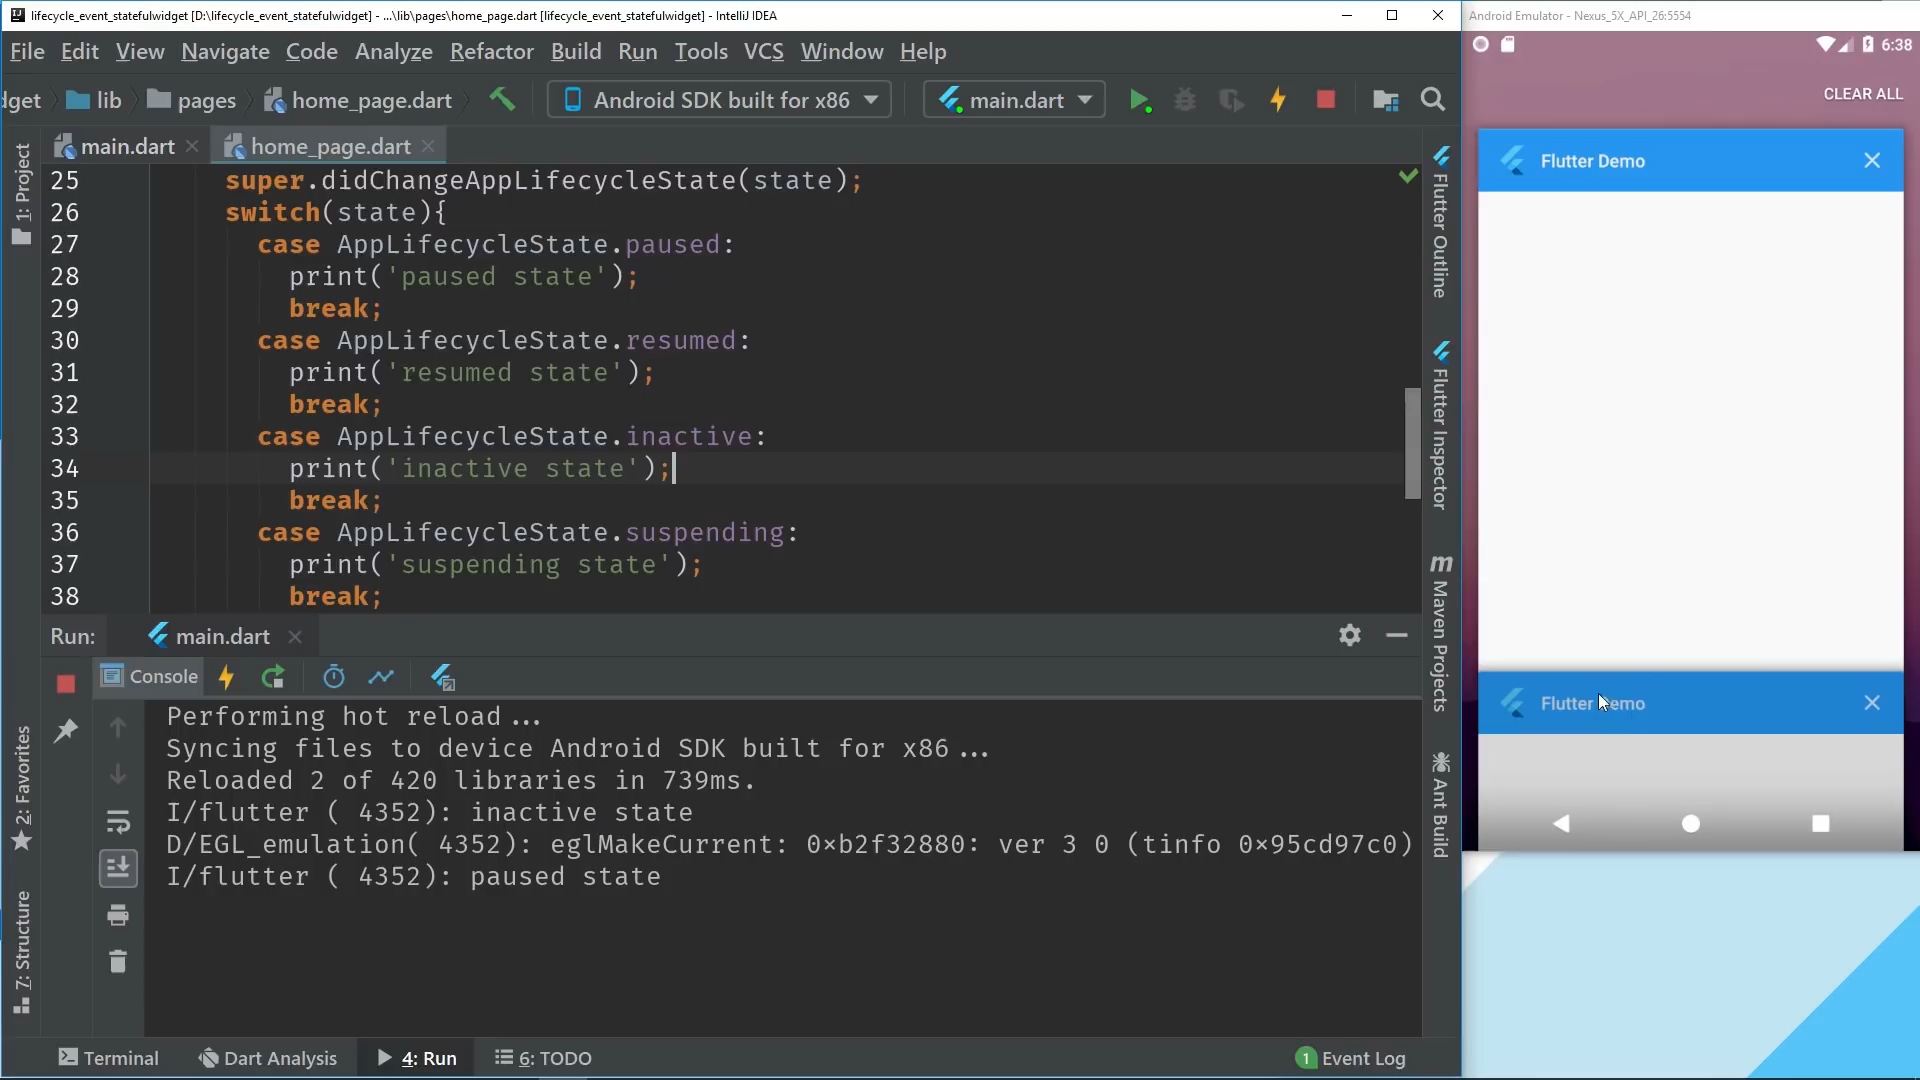 lifecycle_event_statefulwidget [D:\lifecycle_event_statefulwidget] - ...\lib\pages\home_page.dart [lifecycle_event_statefulwidget] - IntelliJ IDEA
File Edit View Navigate Code Analyze Refactor Build Run Tools VCS Window Help
dget lib pages home_page.dart Android SDK built for x86 main.dart
main.dart home_page.dart
25 super.didChangeAppLifecycleState(state);
26 switch(state){
27 case AppLifecycleState.paused:
28 print('paused state');
29 break;
30 case AppLifecycleState.resumed:
31 print('resumed state');
32 break;
33 case AppLifecycleState.inactive:
34 print('inactive state');
35 break;
36 case AppLifecycleState.suspending:
37 print('suspending state');
38 break;
Run: main.dart
Console
Performing hot reload...
Syncing files to device Android SDK built for x86...
Reloaded 2 of 420 libraries in 739ms.
I/flutter ( 4352): inactive state
D/EGL_emulation( 4352): eglMakeCurrent: 0×b2f32880: ver 3 0 (tinfo 0×95cd97c0)
I/flutter ( 4352): paused state
Terminal Dart Analysis 4: Run 6: TODO 1 Event Log
1: Project
2: Favorites
7: Structure
Flutter Outline
Flutter Inspector
m Maven Projects
Ant Build
Android Emulator - Nexus_5X_API_26:5554
6:38
CLEAR ALL
Flutter Demo
Flutter Demo